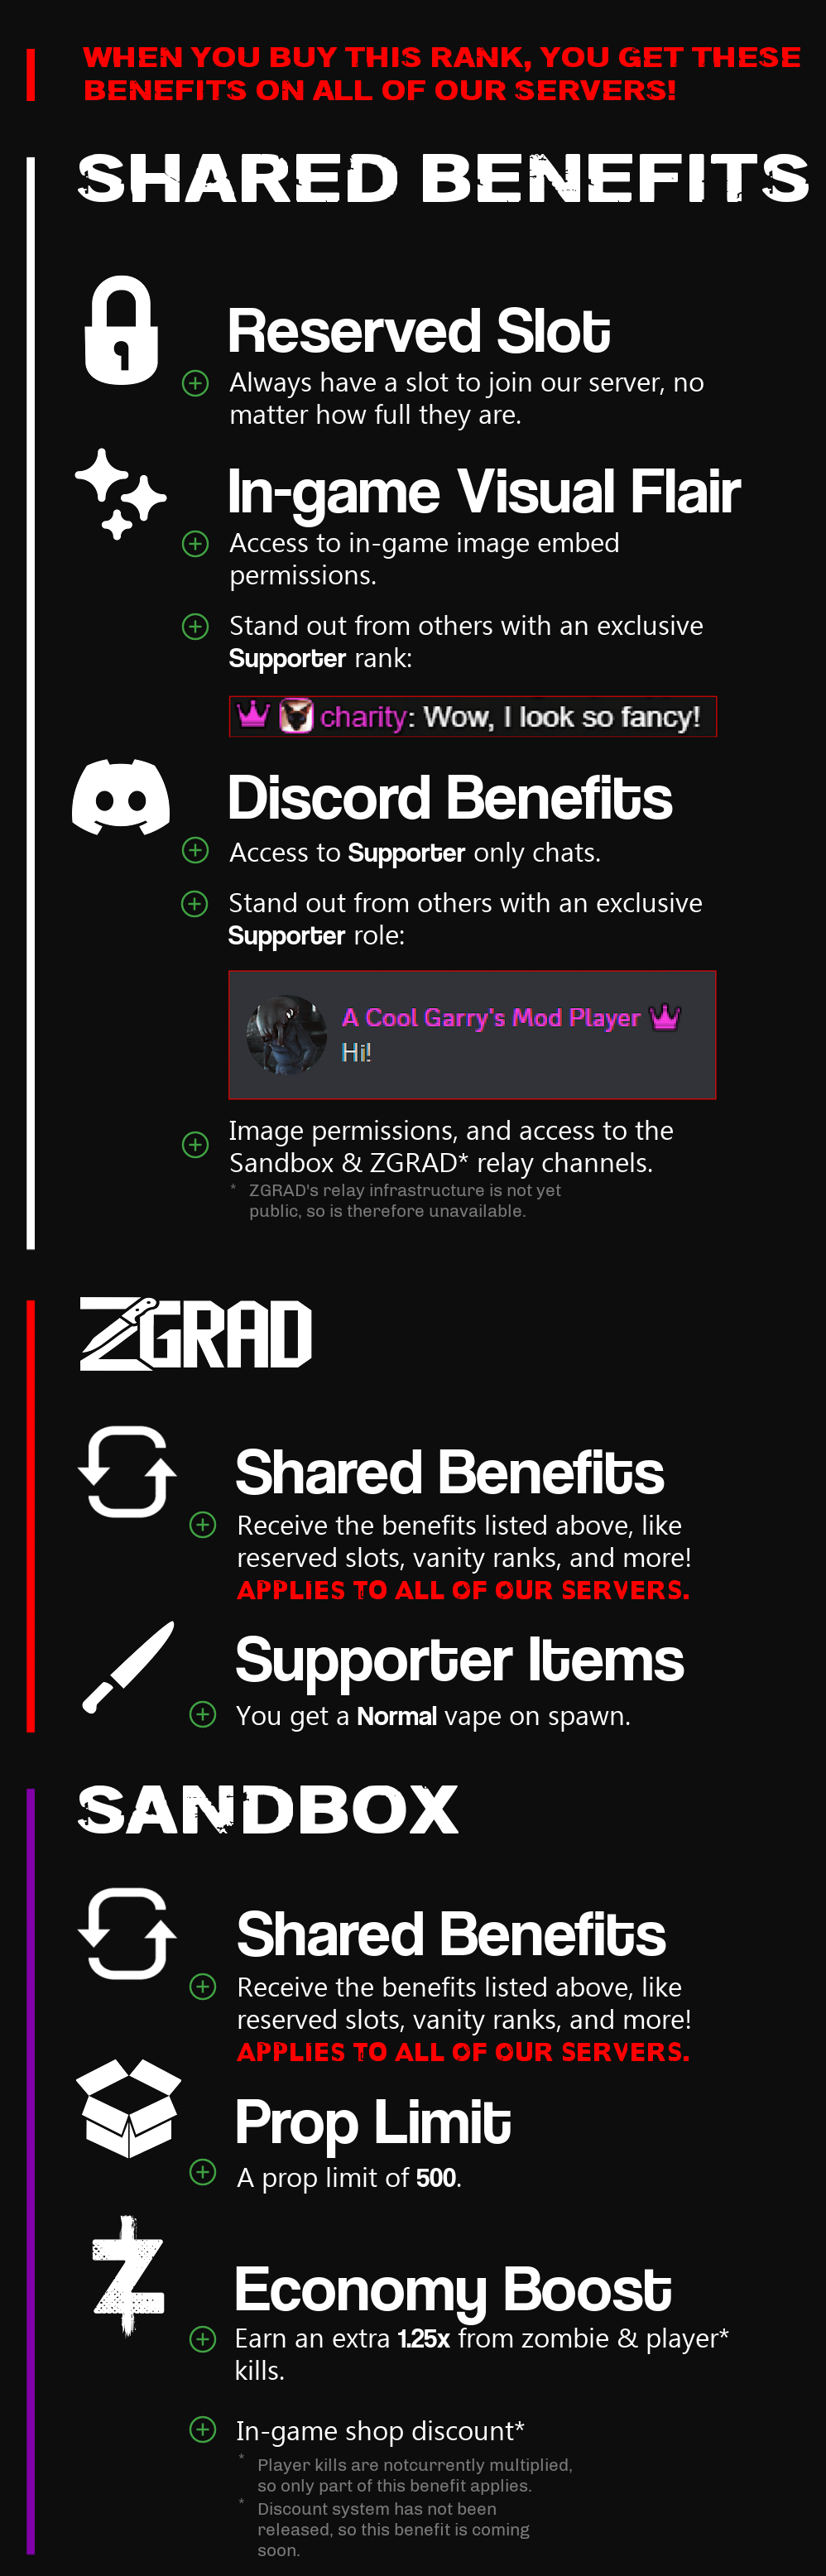 WHEN YOU BUY THIS RANK, YOU GET THESE
BENEFITS ON ALL OF OUR SERVERS!
SHARED BENEFITS
Reserved Slot
Always have a slot to join our server, no
matter how full they are.
In-game Visual Flair
Access to in-game image embed
permissions.
Stand out from others with an exclusive
Supporter rank:
charity: Wow, I look so fancy!
Discord Benefits
Access to Supporter only chats.
Stand out from others with an exclusive
Supporter role:
A Cool Garry's Mod Player
Hi!
Image permissions, and access to the
Sandbox & ZGRAD* relay channels.
* ZGRAD's relay infrastructure is not yet
public, so is therefore unavailable.
ZGRAD
Shared Benefits
Receive the benefits listed above, like
reserved slots, vanity ranks, and more!
APPLIES TO ALL OF OUR SERVERS.
Supporter Items
You get a Normal vape on spawn.
SANDBOX
Shared Benefits
Receive the benefits listed above, like
reserved slots, vanity ranks, and more!
APPLIES TO ALL OF OUR SERVERS.
Prop Limit
A prop limit of 500.
Economy Boost
Earn an extra 1.25x from zombie & player*
kills.
In-game shop discount*
* Player kills are notcurrently multiplied,
so only part of this benefit applies.
* Discount system has not been
released, so this benefit is coming
soon.